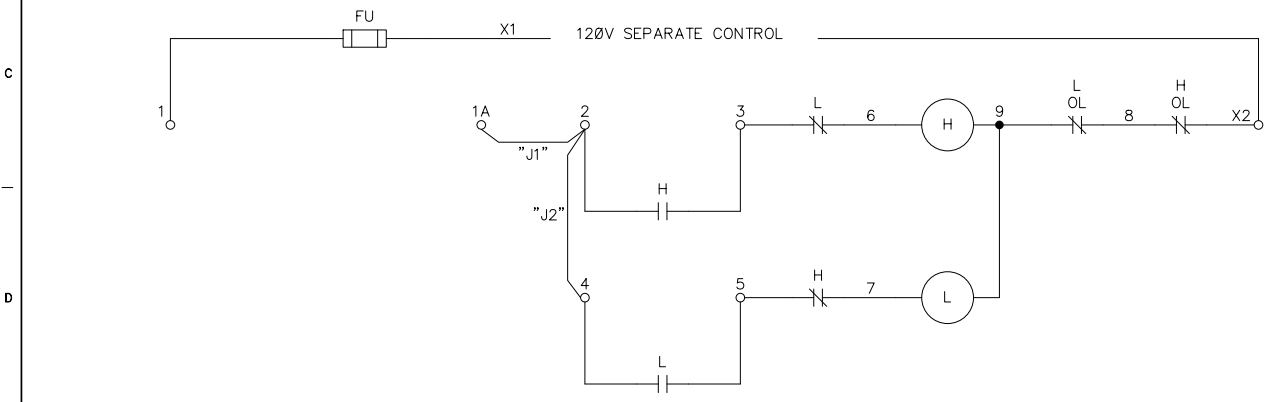 FU
X1 120V SEPARATE CONTROL
C
L
H
1 1A 2 3 L 6 H 9 OL 8 OL X2
"J1"
H
"J2"
D
4 5 H 7 L
L